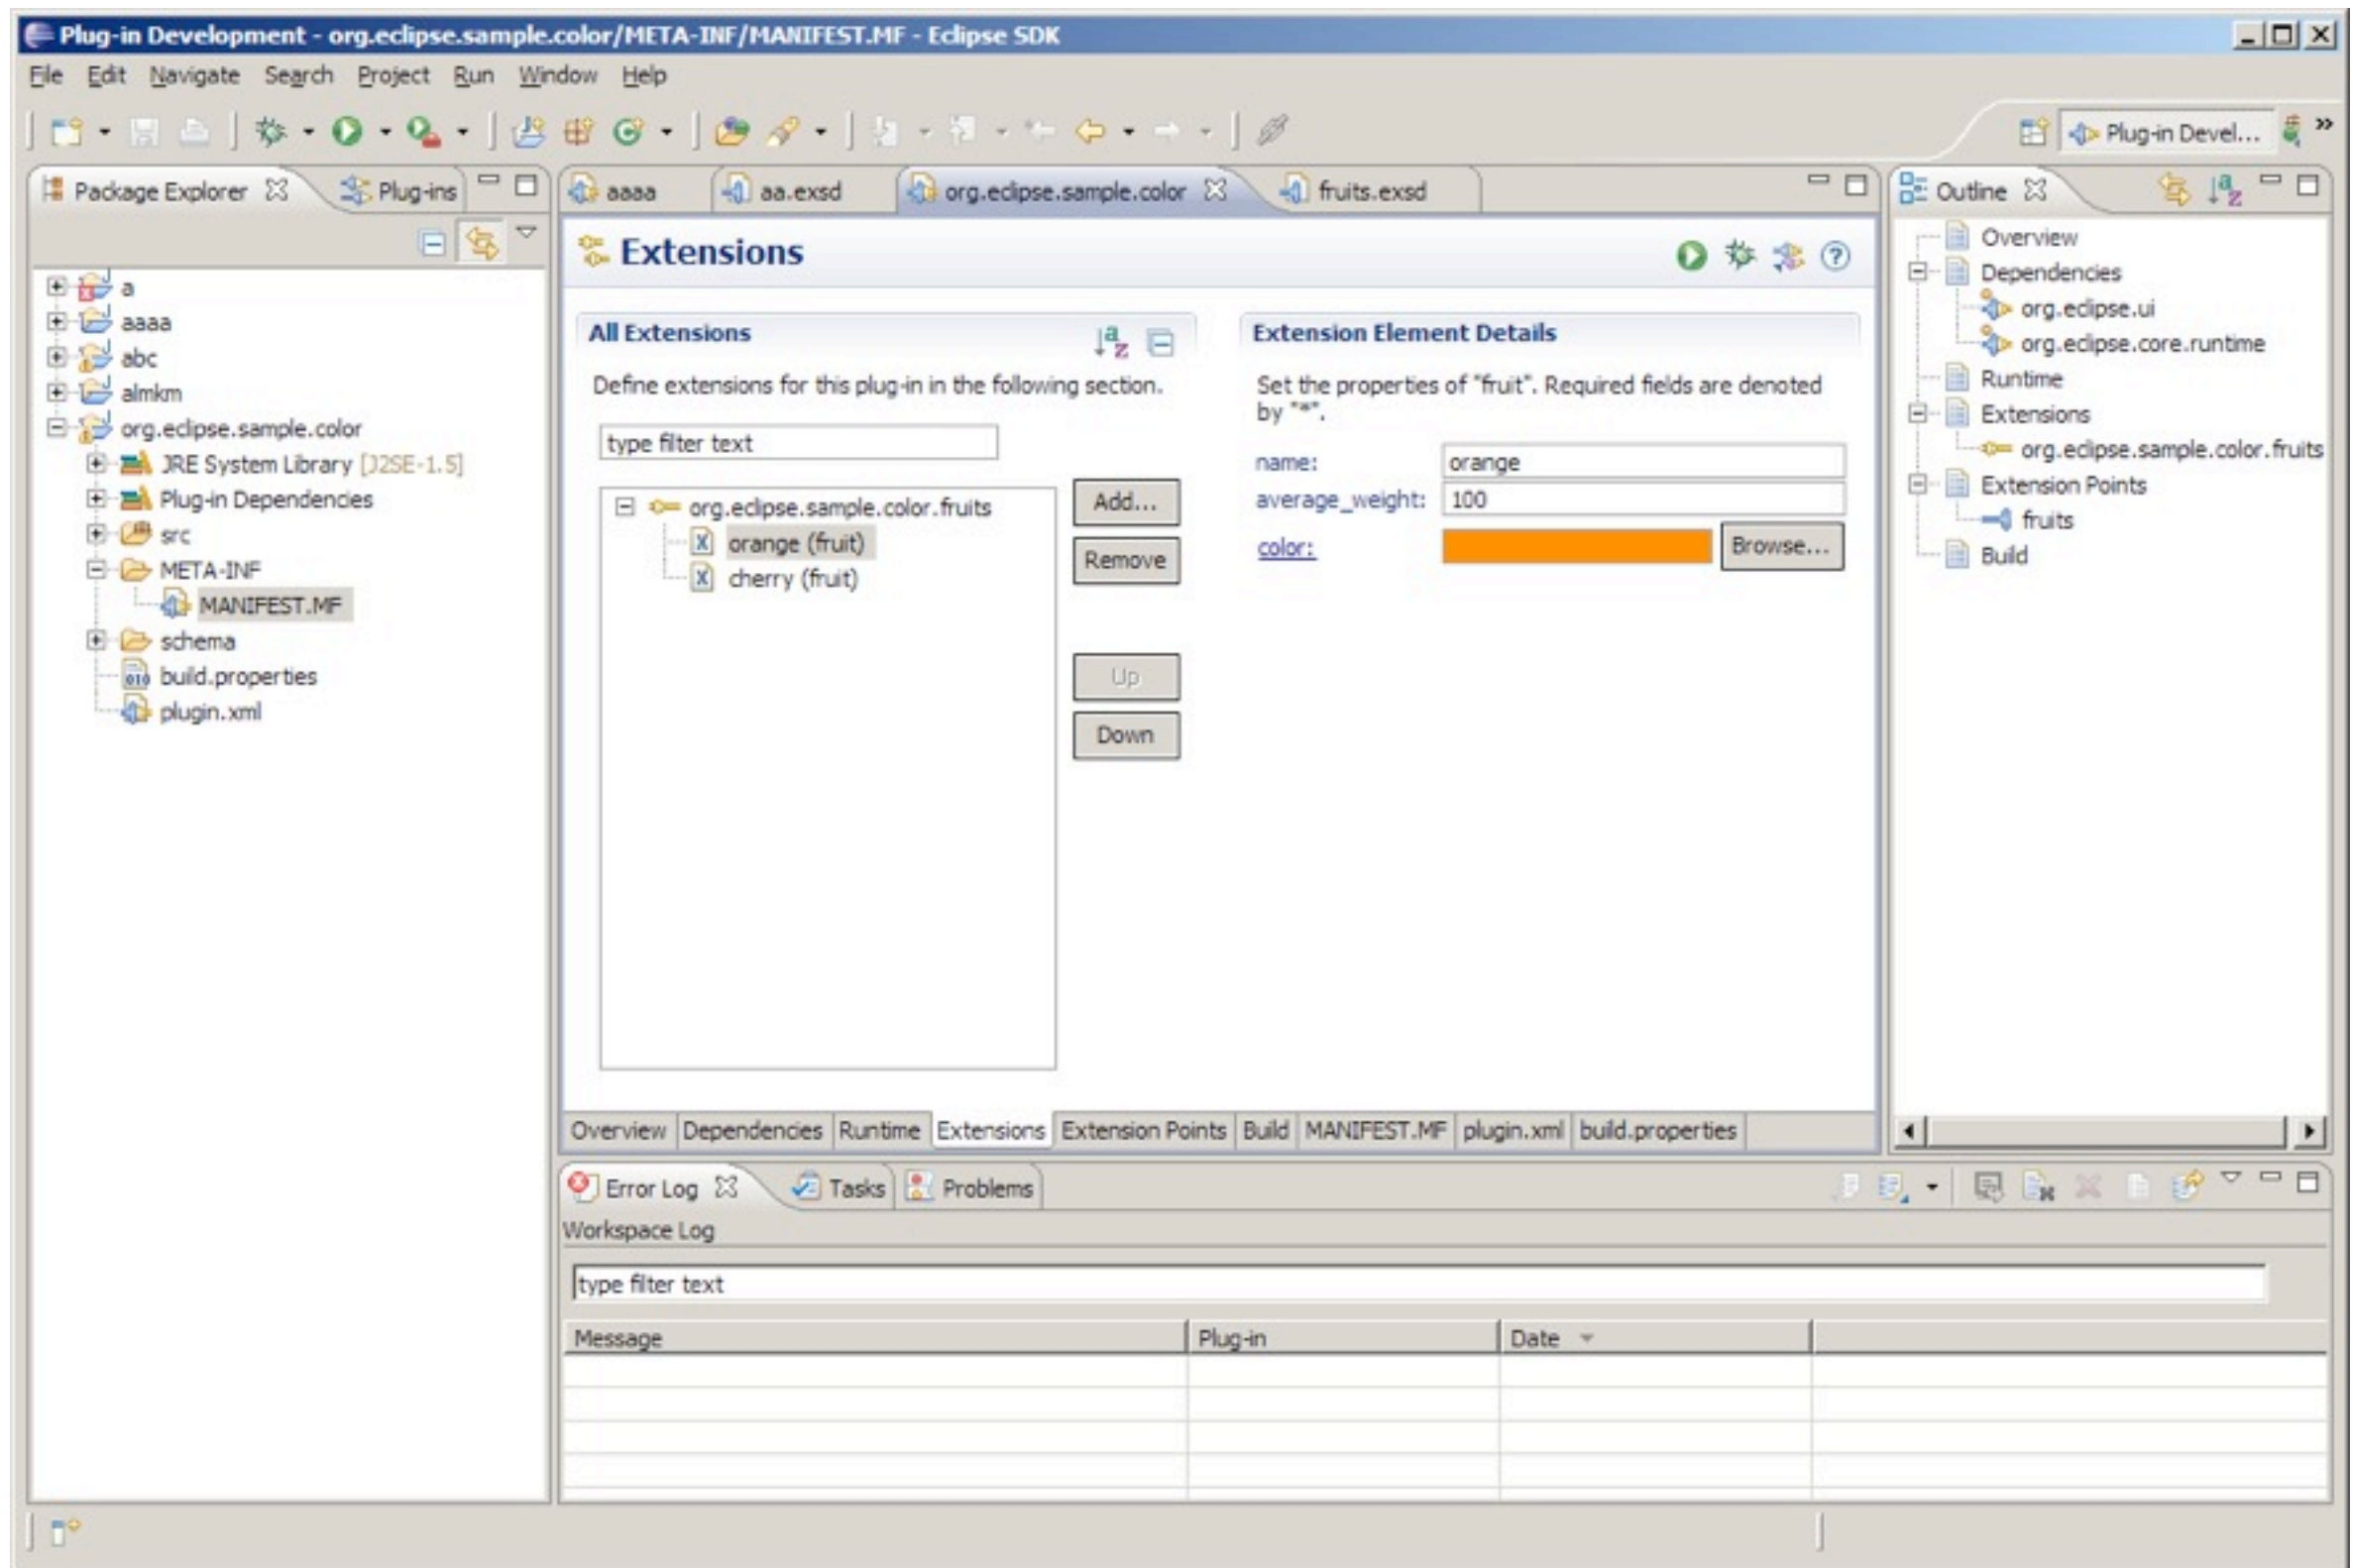 Plug-in Development - org.eclipse.sample.color/META-INF/MANIFEST.MF - Eclipse SDK
File Edit Navigate Search Project Run Window Help
Plug-in Devel... »
Package Explorer Plug-ins
a
aaaa
abc
almkm
org.eclipse.sample.color
JRE System Library [J2SE-1.5]
Plug-in Dependencies
src
META-INF
MANIFEST.MF
schema
build.properties
plugin.xml
aaaa aa.exsd org.eclipse.sample.color fruits.exsd
Extensions
All Extensions
Define extensions for this plug-in in the following section.
type filter text
org.eclipse.sample.color.fruits
orange (fruit)
cherry (fruit)
Add...
Remove
Up
Down
Extension Element Details
Set the properties of "fruit". Required fields are denoted
by "*".
name: orange
average_weight: 100
color: Browse...
Overview Dependencies Runtime Extensions Extension Points Build MANIFEST.MF plugin.xml build.properties
Outline
Overview
Dependencies
org.eclipse.ui
org.eclipse.core.runtime
Runtime
Extensions
org.eclipse.sample.color.fruits
Extension Points
fruits
Build
Error Log Tasks Problems
Workspace Log
type filter text
Message Plug-in Date